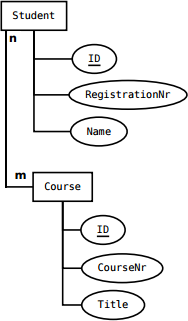 Student
n
ID
RegistrationNr
Name
m
Course
ID
CourseNr
Title